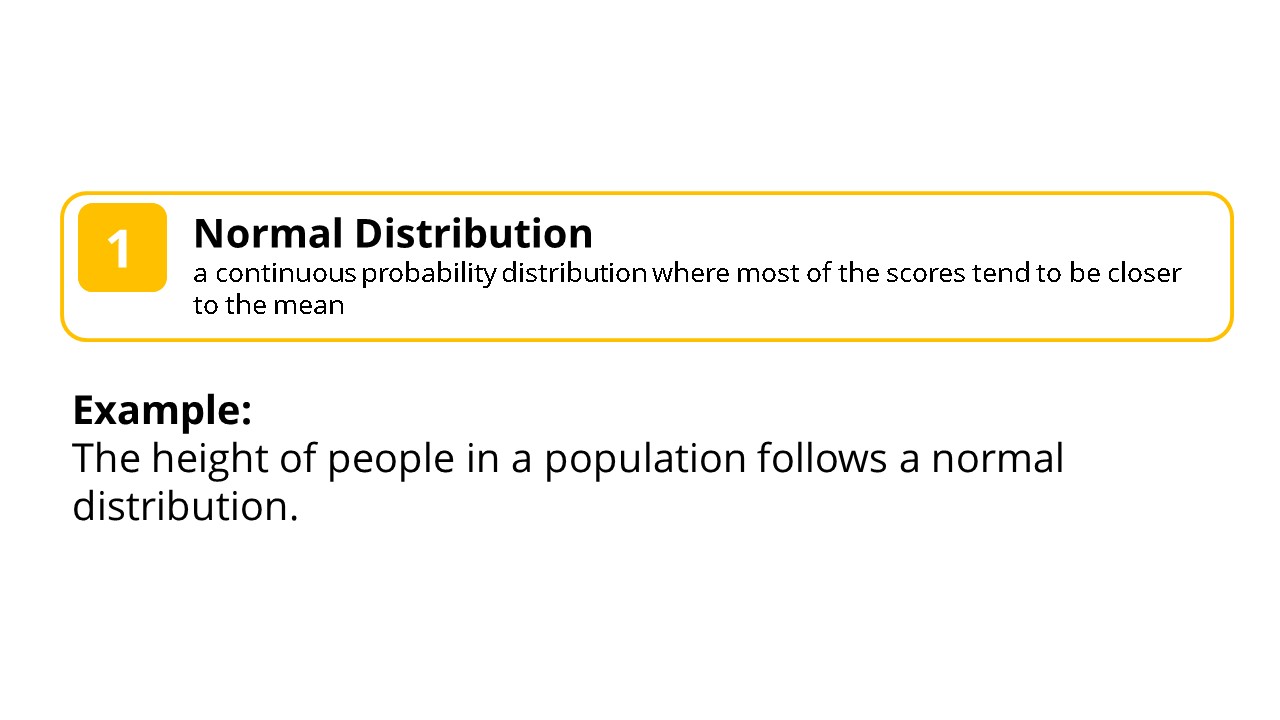 1
Normal Distribution
a continuous probability distribution where most of the scores tend to be closer
to the mean
Example:
The height of people in a population follows a normal
distribution.